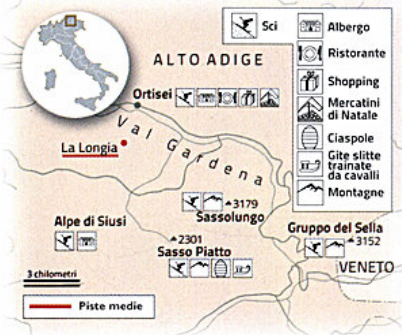 Sci
Albergo
Ristorante
Shopping
Mercatini
di Natale
Ciaspole
Gite slitte
trainate
da cavalli
Montagne
ALTO ADIGE
Ortisei
Val Gardena
La Longia
3179
Sassolungo
Alpe di Siusi
2301
Sasso Piatto
Gruppo del Sella
3152
VENETO
3 chilometri
Piste medie